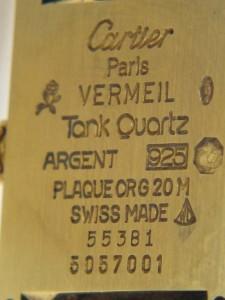 Cartier
Paris
VERMEIL
Tank Quartz
ARGENT 925
PLAQUE OR G 20 M
SWISS MADE
55381
5057001